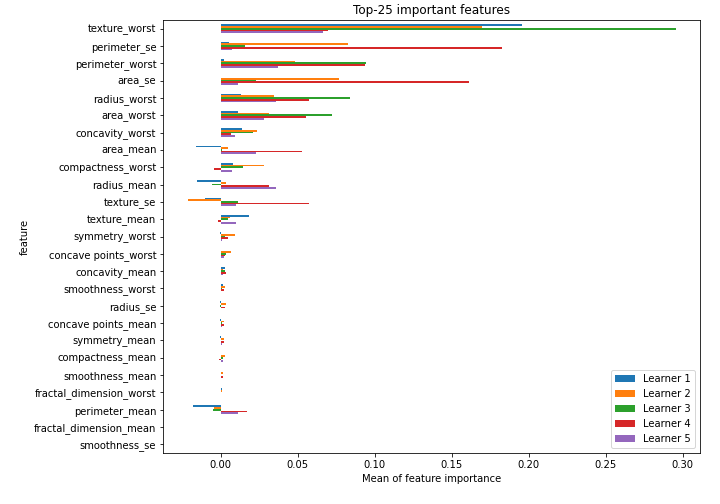 Top-25 important features
texture_worst
perimeter_se
perimeter_worst
area_se
radius_worst
area_worst
concavity_worst
area_mean
compactness_worst
radius_mean
texture_se
texture_mean
symmetry_worst
concave points_worst
concavity_mean
smoothness_worst
radius_se
concave points_mean
symmetry_mean
compactness_mean
smoothness_mean
fractal_dimension_worst
perimeter_mean
fractal_dimension_mean
smoothness_se
feature
Learner 1
Learner 2
Learner 3
Learner 4
Learner 5
0.00 0.05 0.10 0.15 0.20 0.25 0.30
Mean of feature importance